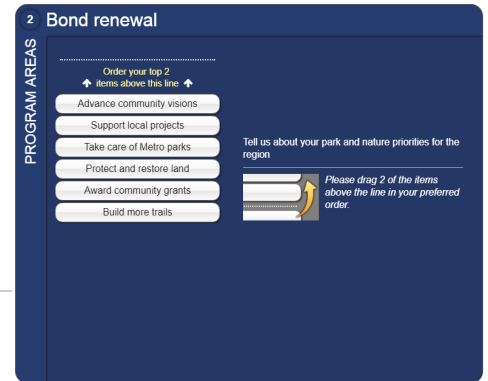 2 Bond renewal
PROGRAM AREAS
Order your top 2
items above this line
Advance community visions
Support local projects
Take care of Metro parks
Protect and restore land
Award community grants
Build more trails
Tell us about your park and nature priorities for the
region
Please drag 2 of the items
above the line in your preferred
order.